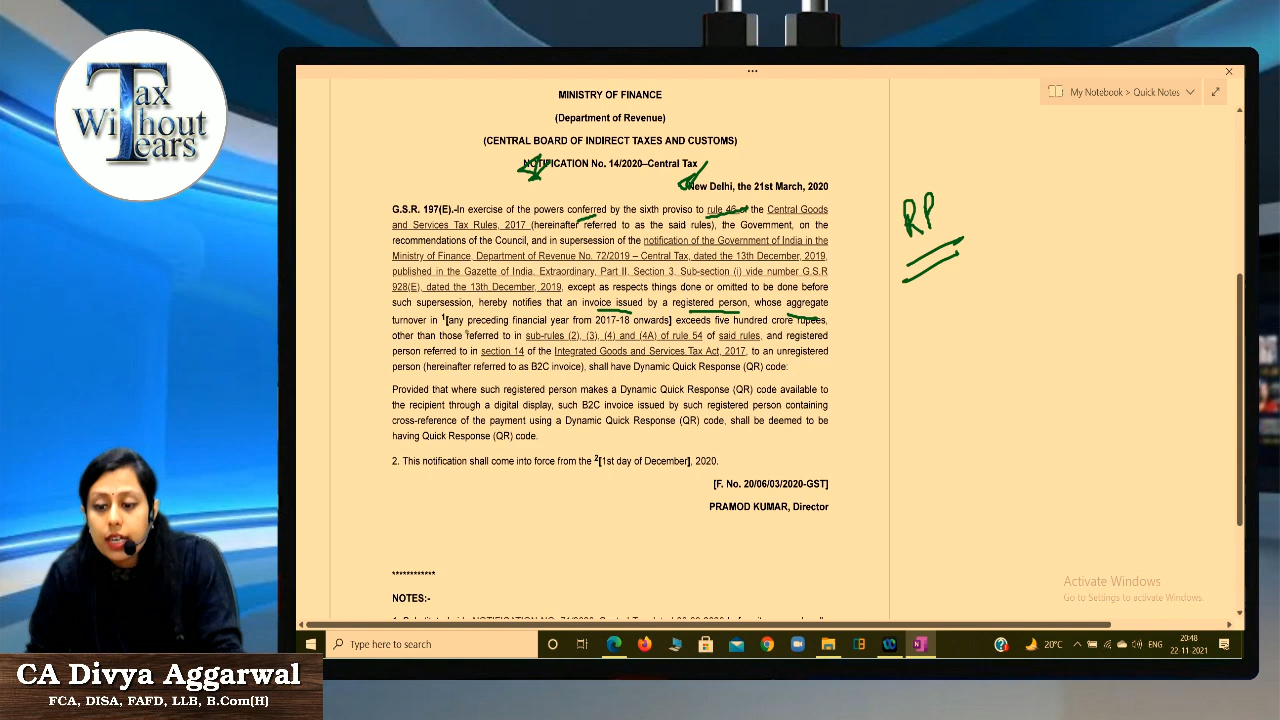 Tax
Without
Tears
My Notebook > Quick Notes
MINISTRY OF FINANCE
(Department of Revenue)
(CENTRAL BOARD OF INDIRECT TAXES AND CUSTOMS)
NOTIFICATION No. 14/2020–Central Tax
New Delhi, the 21st March, 2020
G.S.R. 197(E).-In exercise of the powers conferred by the sixth proviso to rule 46 of the Central Goods
and Services Tax Rules, 2017 (hereinafter referred to as the said rules), the Government, on the
recommendations of the Council, and in supersession of the notification of the Government of India in the
Ministry of Finance, Department of Revenue No. 72/2019 – Central Tax, dated the 13th December, 2019,
published in the Gazette of India, Extraordinary, Part II, Section 3, Sub-section (i) vide number G.S.R
928(E), dated the 13th December, 2019, except as respects things done or omitted to be done before
such supersession, hereby notifies that an invoice issued by a registered person, whose aggregate
turnover in 1[any preceding financial year from 2017-18 onwards] exceeds five hundred crore rupees,
other than those referred to in sub-rules (2), (3), (4) and (4A) of rule 54 of said rules, and registered
person referred to in section 14 of the Integrated Goods and Services Tax Act, 2017, to an unregistered
person (hereinafter referred to as B2C invoice), shall have Dynamic Quick Response (QR) code:
Provided that where such registered person makes a Dynamic Quick Response (QR) code available to
the recipient through a digital display, such B2C invoice issued by such registered person containing
cross-reference of the payment using a Dynamic Quick Response (QR) code, shall be deemed to be
having Quick Response (QR) code.
2. This notification shall come into force from the 2[1st day of December], 2020.
[F. No. 20/06/03/2020-GST]
PRAMOD KUMAR, Director
************
NOTES:-
RP
Activate Windows
Go to Settings to activate Windows.
Type here to search
20°C
ENG
20:48
22-11-2021
CA Divya Aggarwal
FCA, DISA, FAFD, LLB, B.Com(H)